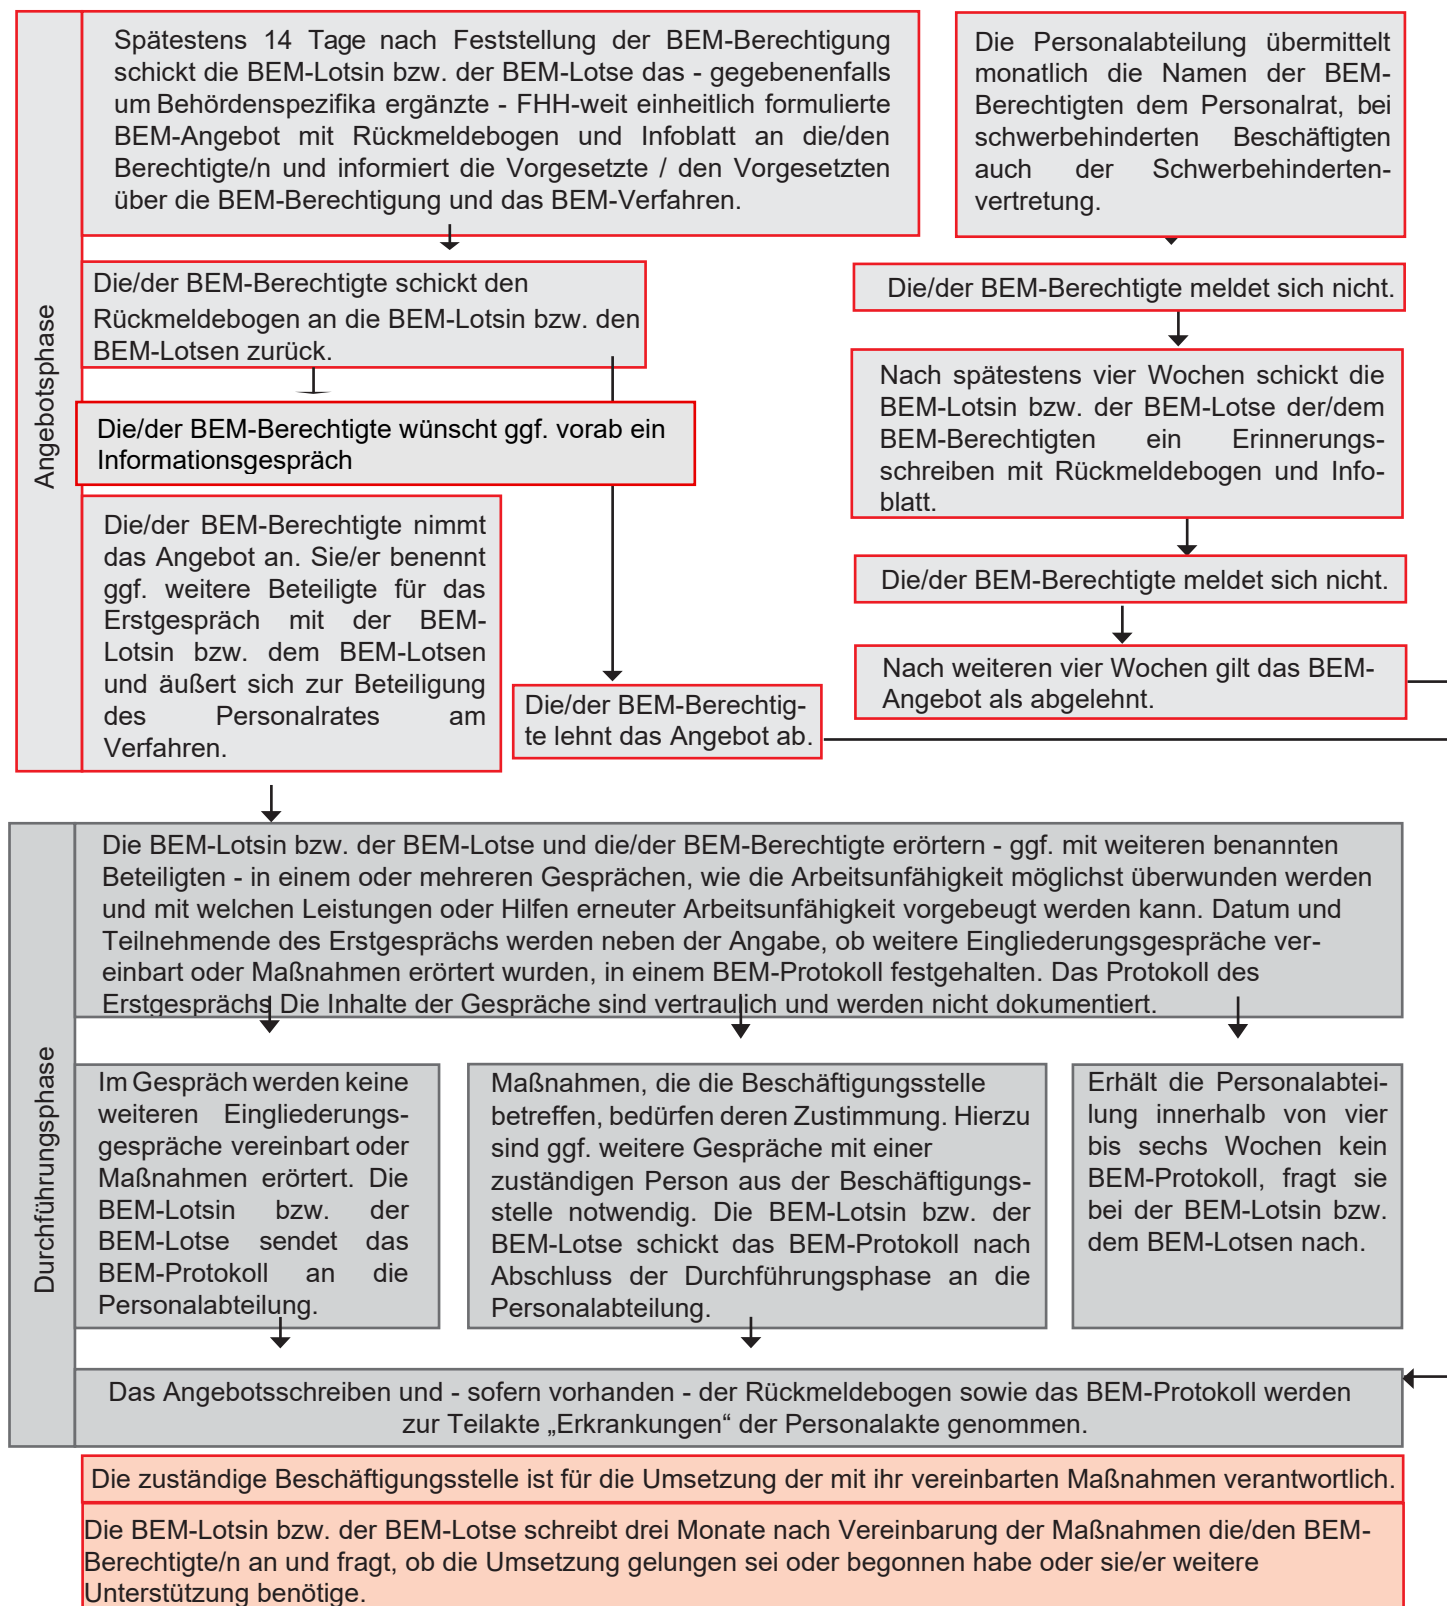 Angebotsphase
Spätestens 14 Tage nach Feststellung der BEM-Berechtigung
schickt die BEM-Lotsin bzw. der BEM-Lotse das - gegebenenfalls
um Behördenspezifika ergänzte - FHH-weit einheitlich formulierte
BEM-Angebot mit Rückmeldebogen und Infoblatt an die/den
Berechtigte/n und informiert die Vorgesetzte / den Vorgesetzten
über die BEM-Berechtigung und das BEM-Verfahren.
Die Personalabteilung übermittelt
monatlich die Namen der BEM-
Berechtigten dem Personalrat, bei
schwerbehinderten Beschäftigten
auch der Schwerbehinderten-
vertretung.
Die/der BEM-Berechtigte schickt den
Rückmeldebogen an die BEM-Lotsin bzw. den
BEM-Lotsen zurück.
Die/der BEM-Berechtigte wünscht ggf. vorab ein
Informationsgespräch
Die/der BEM-Berechtigte nimmt
das Angebot an. Sie/er benennt
ggf. weitere Beteiligte für das
Erstgespräch mit der BEM-
Lotsin bzw. dem BEM-Lotsen
und äußert sich zur Beteiligung
des Personalrates am
Verfahren.
Die/der BEM-Berechtig-
te lehnt das Angebot ab.
Die/der BEM-Berechtigte meldet sich nicht.
Nach spätestens vier Wochen schickt die
BEM-Lotsin bzw. der BEM-Lotse der/dem
BEM-Berechtigten ein Erinnerungs-
schreiben mit Rückmeldebogen und Info-
blatt.
Die/der BEM-Berechtigte meldet sich nicht.
Nach weiteren vier Wochen gilt das BEM-
Angebot als abgelehnt.
Durchführungsphase
Die BEM-Lotsin bzw. der BEM-Lotse und die/der BEM-Berechtigte erörtern - ggf. mit weiteren benannten
Beteiligten - in einem oder mehreren Gesprächen, wie die Arbeitsunfähigkeit möglichst überwunden werden
und mit welchen Leistungen oder Hilfen erneuter Arbeitsunfähigkeit vorgebeugt werden kann. Datum und
Teilnehmende des Erstgesprächs werden neben der Angabe, ob weitere Eingliederungsgespräche ver-
einbart oder Maßnahmen erörtert wurden, in einem BEM-Protokoll festgehalten. Das Protokoll des
Erstgesprächs Die Inhalte der Gespräche sind vertraulich und werden nicht dokumentiert.
Im Gespräch werden keine
weiteren Eingliederungs-
gespräche vereinbart oder
Maßnahmen erörtert. Die
BEM-Lotsin bzw. der
BEM-Lotse sendet das
BEM-Protokoll an die
Personalabteilung.
Maßnahmen, die die Beschäftigungsstelle
betreffen, bedürfen deren Zustimmung. Hierzu
sind ggf. weitere Gespräche mit einer
zuständigen Person aus der Beschäftigungs-
stelle notwendig. Die BEM-Lotsin bzw. der
BEM-Lotse schickt das BEM-Protokoll nach
Abschluss der Durchführungsphase an die
Personalabteilung.
Erhält die Personalabtei-
lung innerhalb von vier
bis sechs Wochen kein
BEM-Protokoll, fragt sie
bei der BEM-Lotsin bzw.
dem BEM-Lotsen nach.
Das Angebotsschreiben und - sofern vorhanden - der Rückmeldebogen sowie das BEM-Protokoll werden
zur Teilakte „Erkrankungen“ der Personalakte genommen.
Die zuständige Beschäftigungsstelle ist für die Umsetzung der mit ihr vereinbarten Maßnahmen verantwortlich.
Die BEM-Lotsin bzw. der BEM-Lotse schreibt drei Monate nach Vereinbarung der Maßnahmen die/den BEM-
Berechtigte/n an und fragt, ob die Umsetzung gelungen sei oder begonnen habe oder sie/er weitere
Unterstützung benötige.